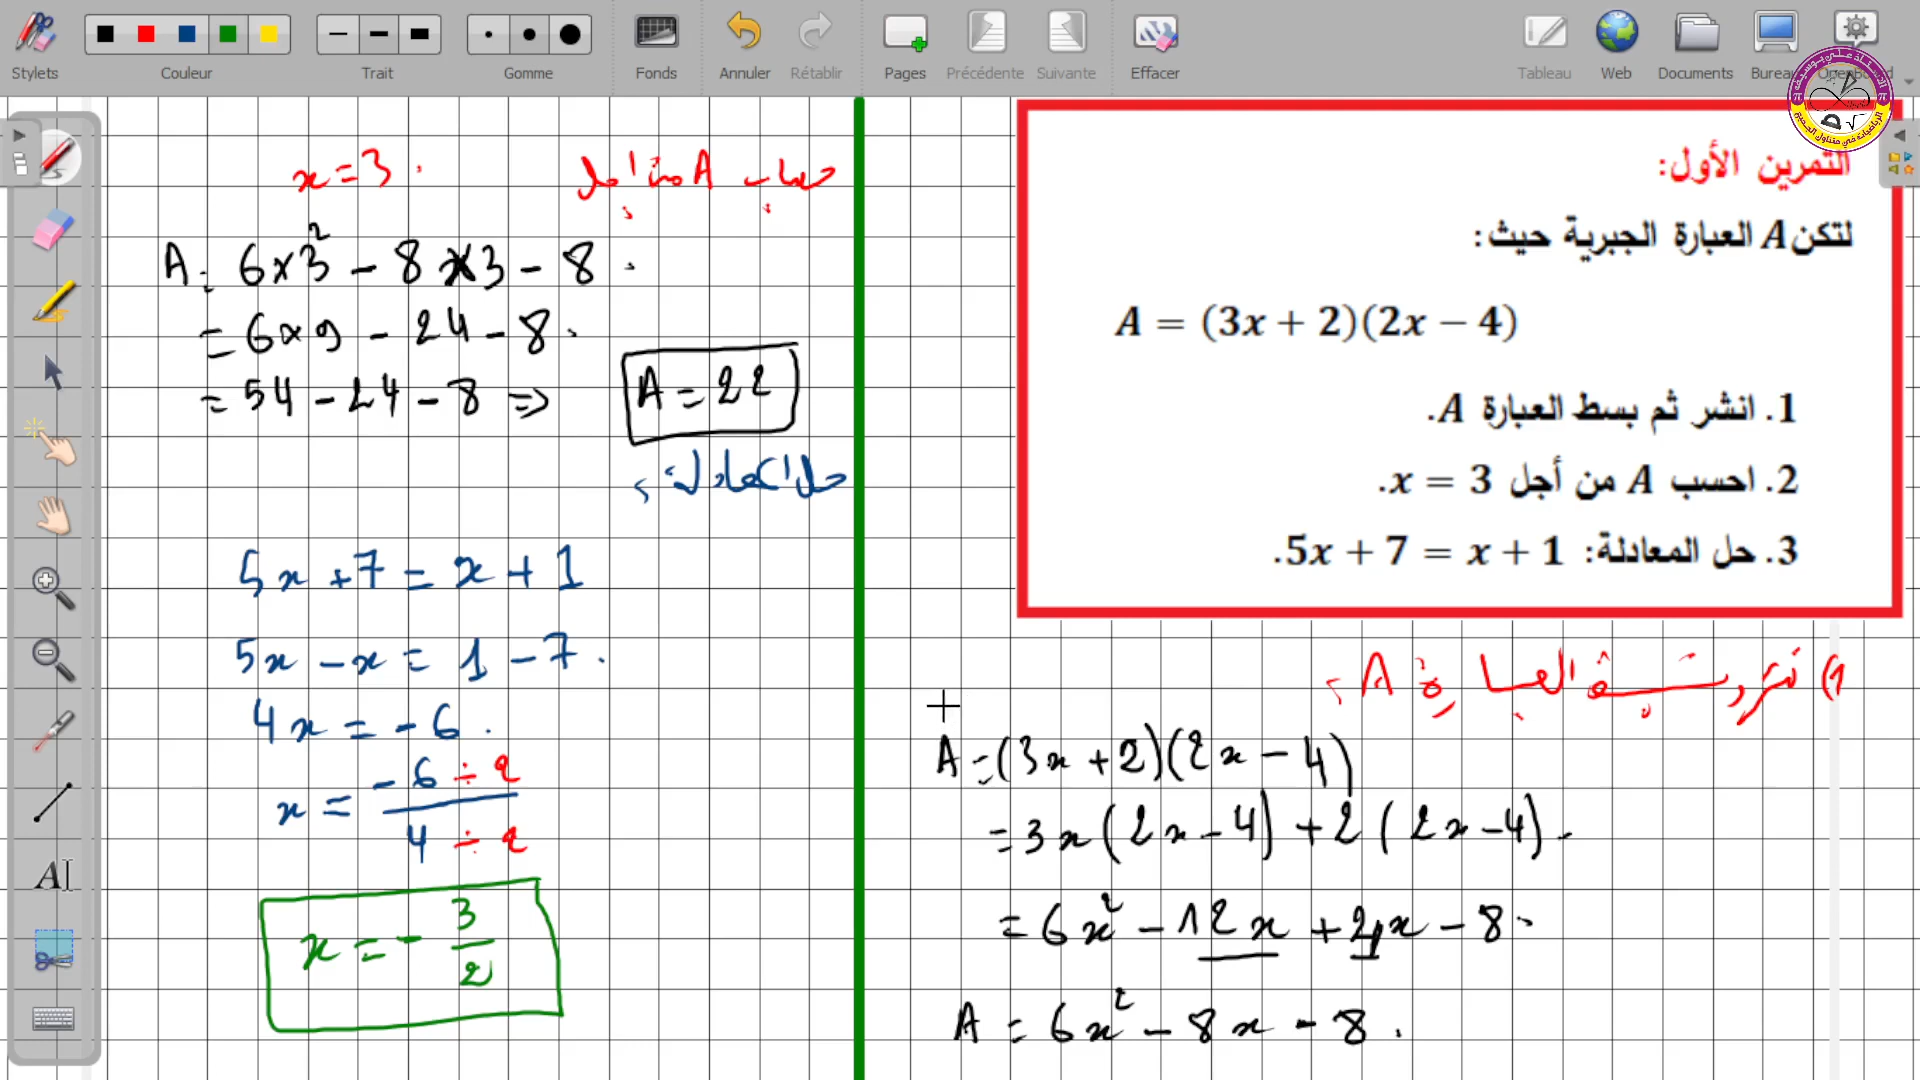 Stylets Couleur Trait Gomme Fonds Annuler Rétablir Pages Précédente Suivante Effacer Tableau Web Documents
التمرين الأول:
لتكن A العبارة الجبرية حيث:
A = (3x + 2)(2x − 4)
1. انشر ثم بسط العبارة A.
2. احسب A من أجل x = 3.
3. حل المعادلة: 5x + 7 = x + 1.
العبارة A
A = (3x + 2)(2x − 4)
= 3x(2x − 4) + 2(2x − 4)
= 6x² − 12x + 4x − 8
A = 6x² − 8x − 8
حساب A من أجل x = 3
A = 6×3² − 8×3 − 8
= 6×9 − 24 − 8
= 54 − 24 − 8 ⇒ A = 22
حل المعادلة
5x + 7 = x + 1
5x − x = 1 − 7
4x = −6
x = −6 ÷ 2 / 4 ÷ 2
x = − 3/2